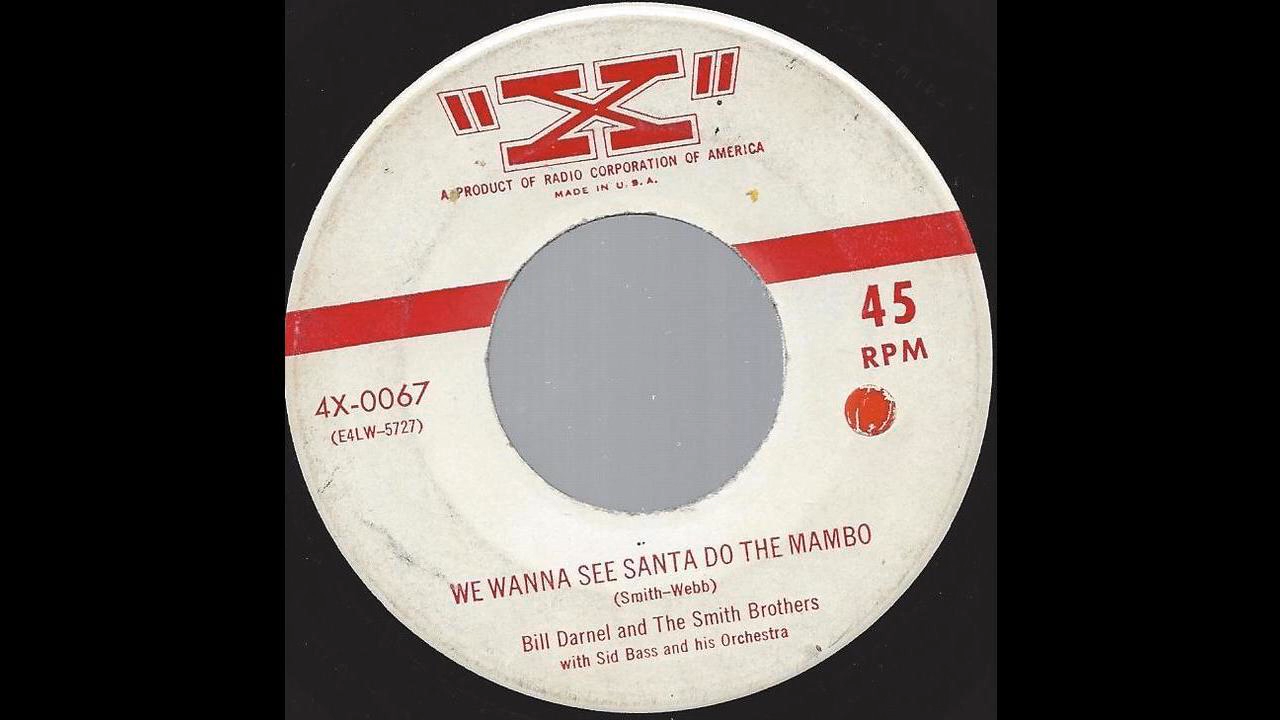 "X"
A PRODUCT OF RADIO CORPORATION OF AMERICA
MADE IN U.S.A.
45
RPM
4X-0067
(E4LW-5727)
WE WANNA SEE SANTA DO THE MAMBO
(Smith-Webb)
Bill Darnel and The Smith Brothers
with Sid Bass and his Orchestra